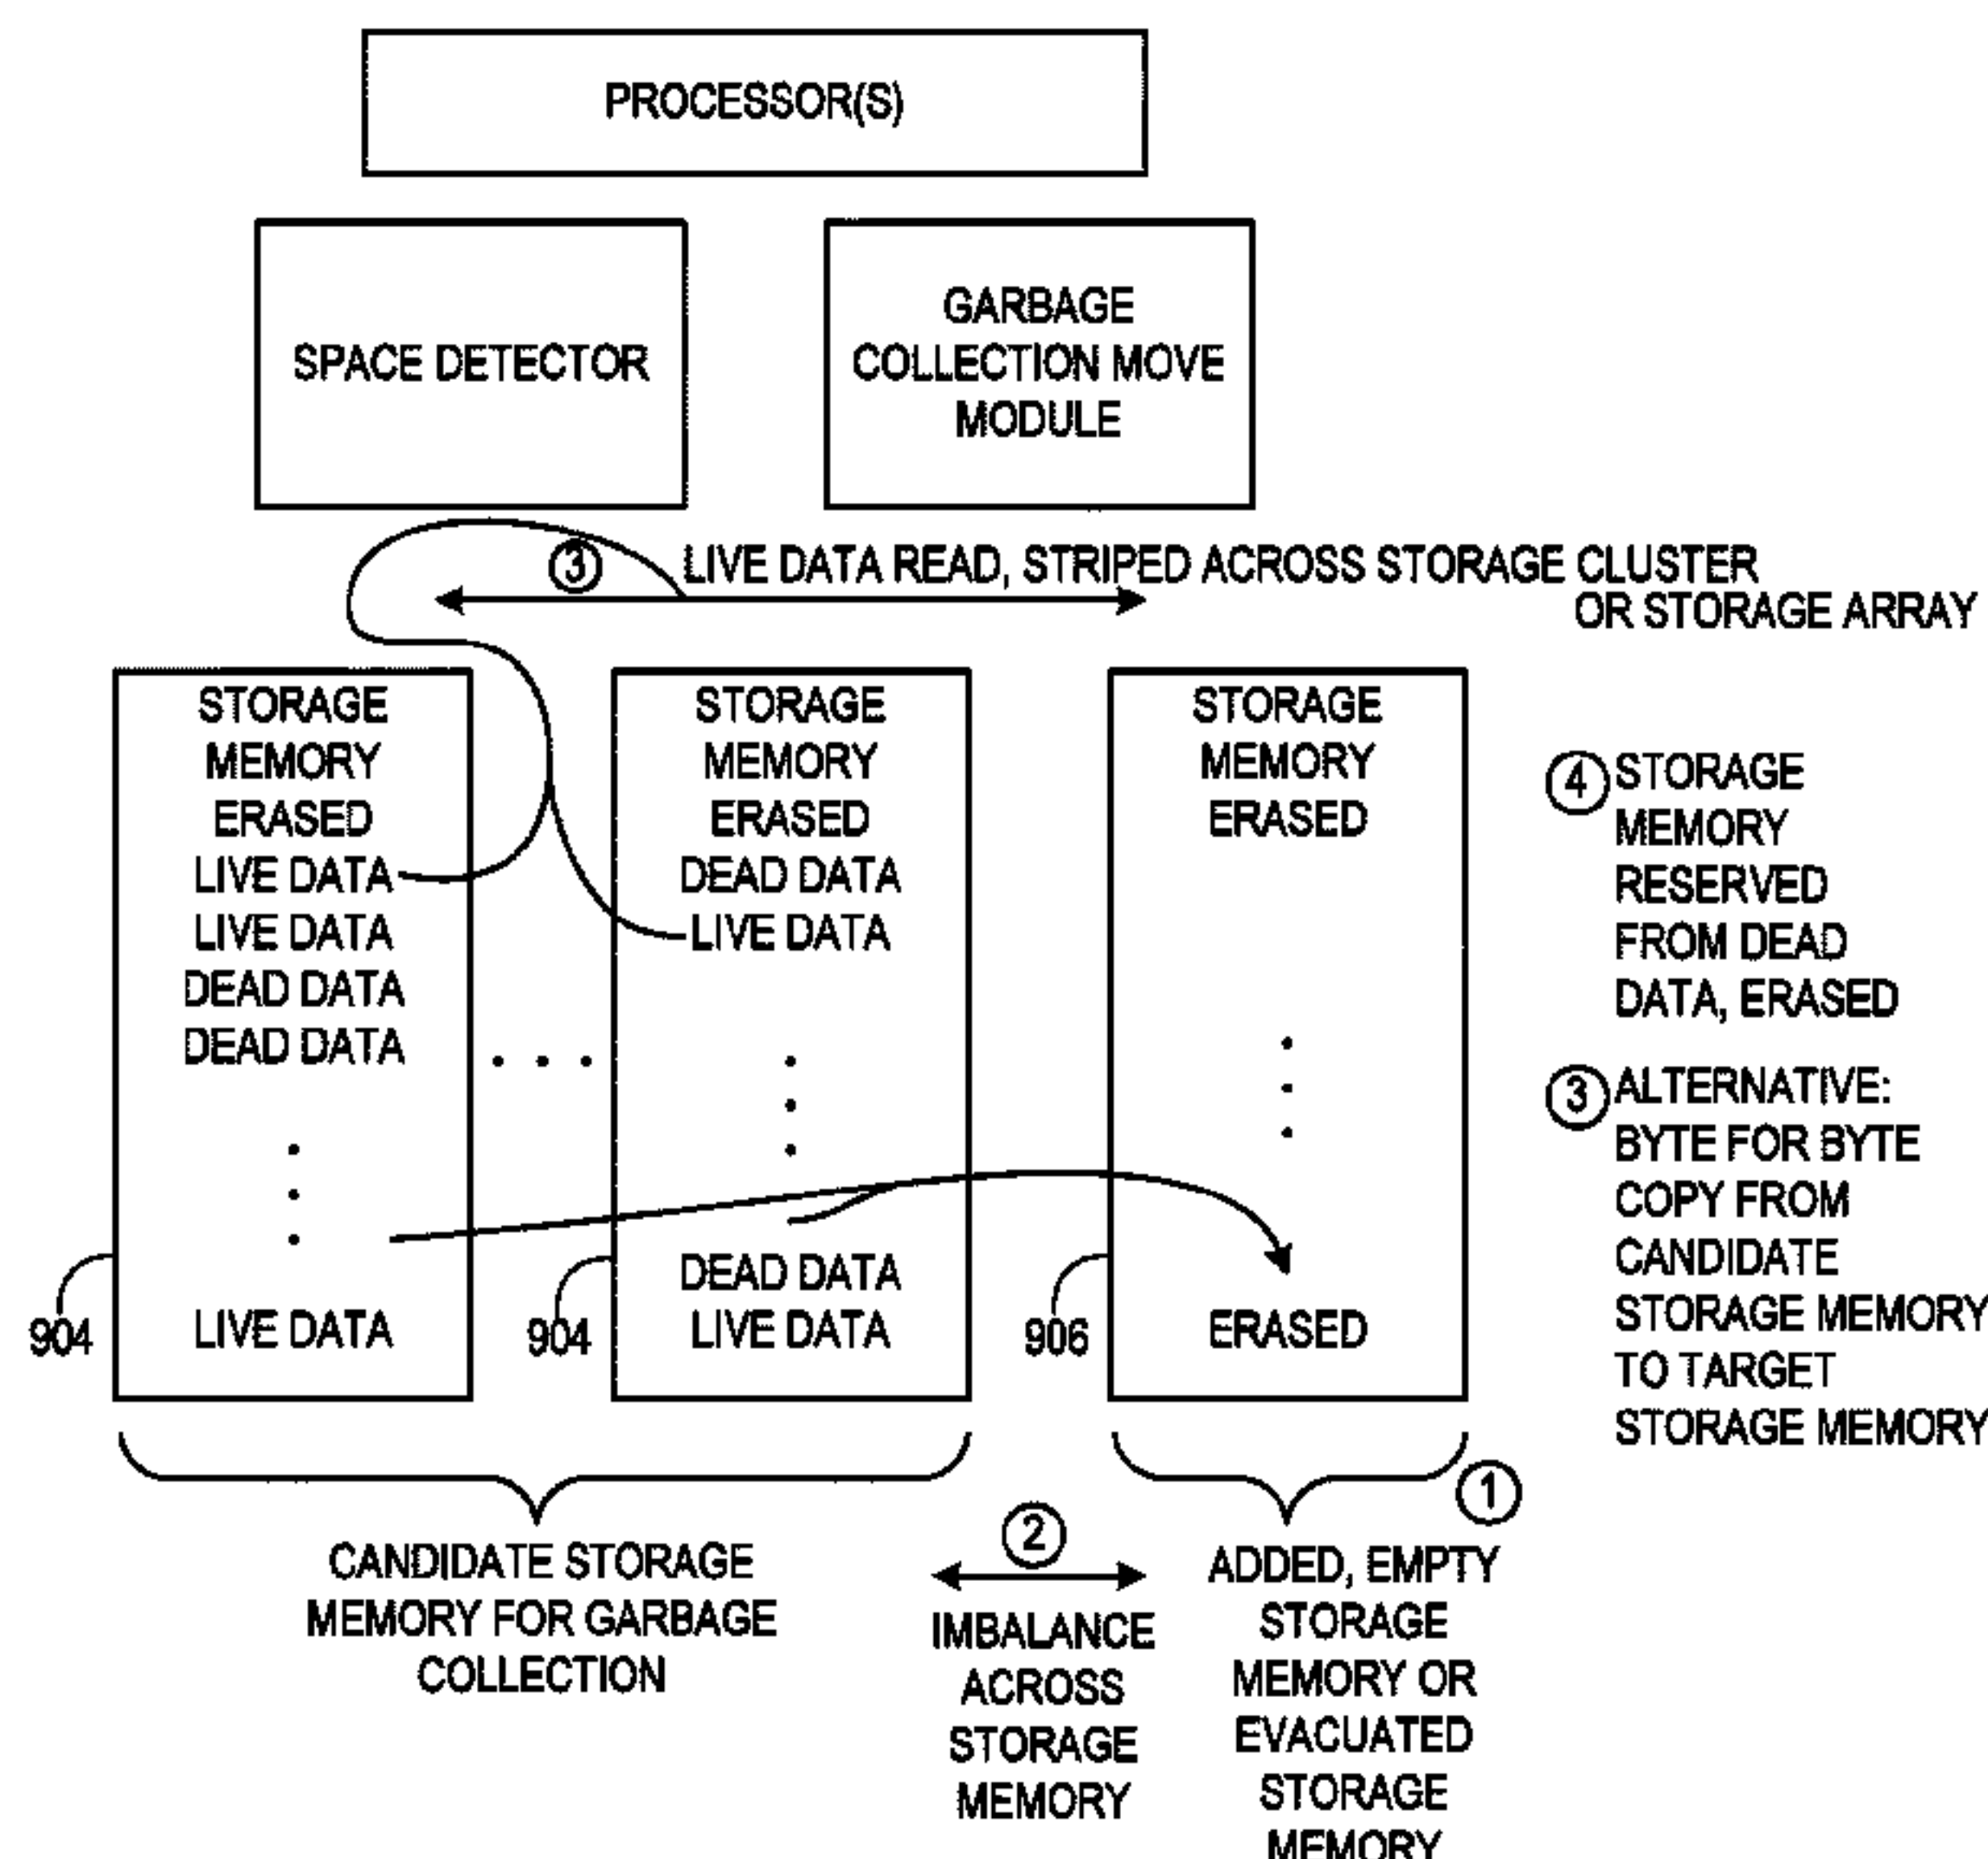 PROCESSOR(S)
SPACE DETECTOR
GARBAGE
COLLECTION MOVE
MODULE
③ LIVE DATA READ, STRIPED ACROSS STORAGE CLUSTER
OR STORAGE ARRAY
STORAGE
MEMORY
ERASED
LIVE DATA
LIVE DATA
DEAD DATA
DEAD DATA
LIVE DATA
904
STORAGE
MEMORY
ERASED
DEAD DATA
LIVE DATA
DEAD DATA
LIVE DATA
904
STORAGE
MEMORY
ERASED
ERASED
906
④ STORAGE
MEMORY
RESERVED
FROM DEAD
DATA, ERASED
③ ALTERNATIVE:
BYTE FOR BYTE
COPY FROM
CANDIDATE
STORAGE MEMORY
TO TARGET
STORAGE MEMORY
CANDIDATE STORAGE
MEMORY FOR GARBAGE
COLLECTION
②
IMBALANCE
ACROSS
STORAGE
MEMORY
①
ADDED, EMPTY
STORAGE
MEMORY OR
EVACUATED
STORAGE
MEMORY